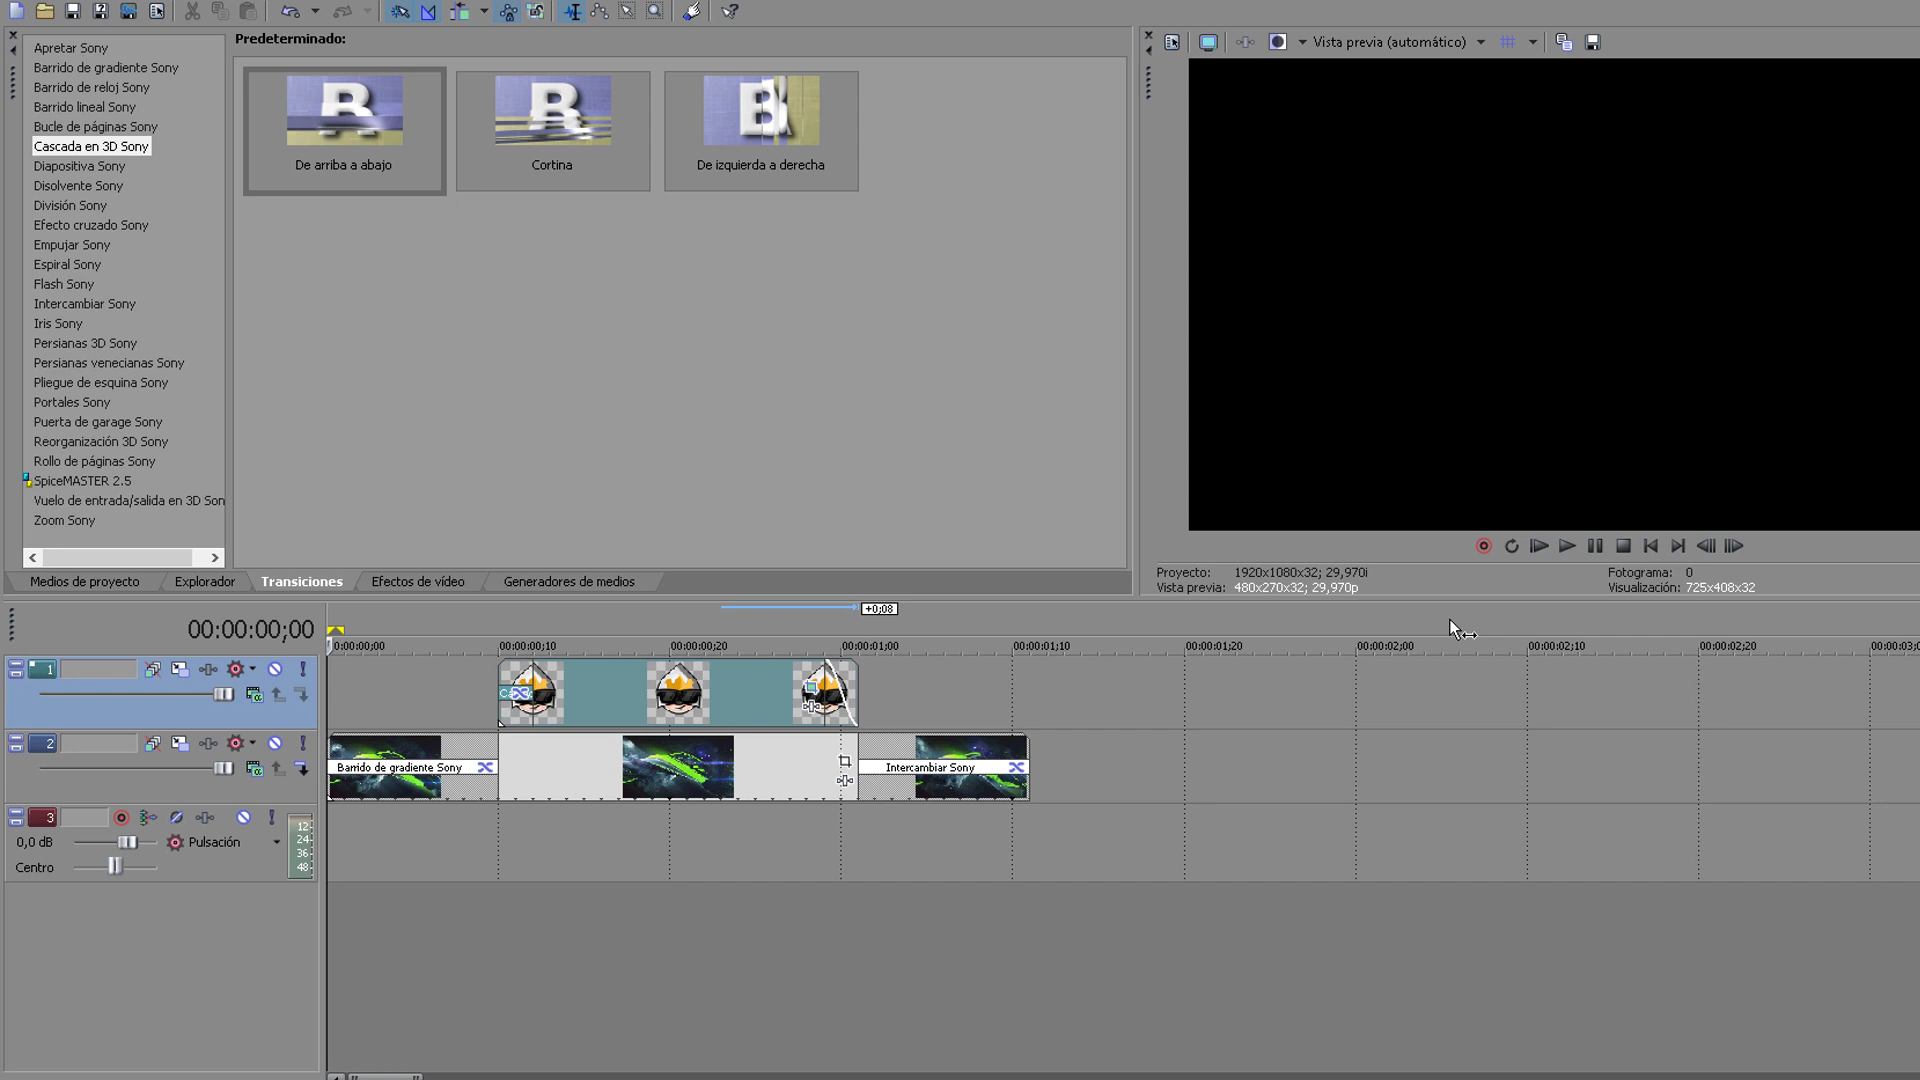 Predeterminado:
Apretar Sony
Barrido de gradiente Sony
Barrido de reloj Sony
Barrido lineal Sony
Bucle de páginas Sony
Cascada en 3D Sony
Diapositiva Sony
Disolvente Sony
División Sony
Efecto cruzado Sony
Empujar Sony
Espiral Sony
Flash Sony
Intercambiar Sony
Iris Sony
Persianas 3D Sony
Persianas venecianas Sony
Pliegue de esquina Sony
Portales Sony
Puerta de garage Sony
Reorganización 3D Sony
Rollo de páginas Sony
SpiceMASTER 2.5
Vuelo de entrada/salida en 3D Son
Zoom Sony
De arriba a abajo
Cortina
De izquierda a derecha
Vista previa (automático)
Medios de proyecto
Explorador
Transiciones
Efectos de vídeo
Generadores de medios
Proyecto: 1920x1080x32; 29,970i
Vista previa: 480x270x32; 29,970p
Fotograma: 0
Visualización: 725x408x32
+0;08
00:00:00;00
0:00:00;00 00:00:00;10 00:00:00;20 00:00:01;00 00:00:01;10 00:00:01;20 00:00:02;00 00:00:02;10 00:00:02;20 00:00:03;0
1
2
Barrido de gradiente Sony
Intercambiar Sony
3
0,0 dB
Pulsación
Centro
12
24
36
48